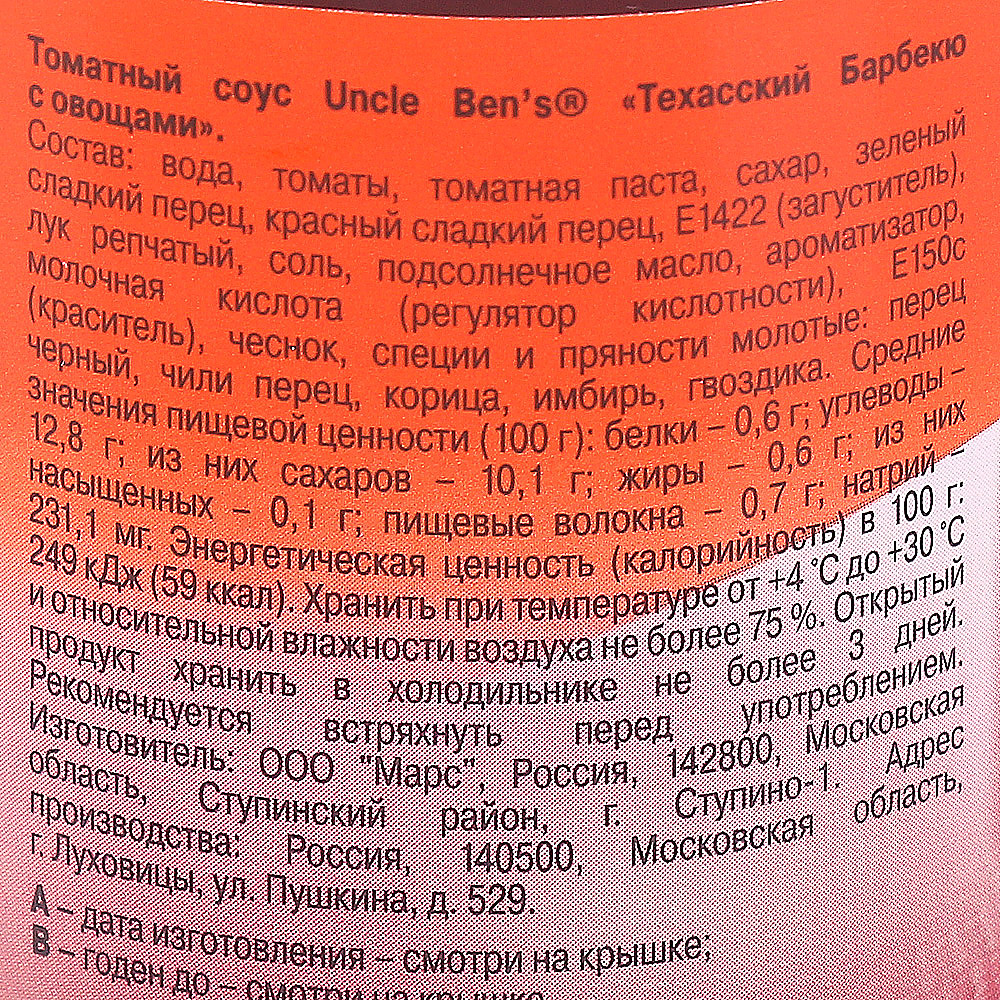 Томатный соус Uncle Ben's® «Техасский Барбекю
с овощами».
Состав: вода, томаты, томатная паста, сахар, зеленый
сладкий перец, красный сладкий перец, Е1422 (загуститель),
лук репчатый, соль, подсолнечное масло, ароматизатор,
молочная кислота (регулятор кислотности), Е150с
(краситель), чеснок, специи и пряности молотые: перец
черный, чили перец, корица, имбирь, гвоздика. Средние
значения пищевой ценности (100 г): белки – 0,6 г; углеводы –
12,8 г; из них сахаров – 10,1 г; жиры – 0,6 г; из них
насыщенных – 0,1 г; пищевые волокна – 0,7 г; натрий –
231,1 мг. Энергетическая ценность (калорийность) в 100 г:
249 кДж (59 ккал). Хранить при температуре от +4 °С до +30 °С
и относительной влажности воздуха не более 75 %. Открытый
продукт хранить в холодильнике не более 3 дней.
Рекомендуется встряхнуть перед употреблением.
Изготовитель: ООО "Марс", Россия, 142800, Московская
область, Ступинский район, г. Ступино-1. Адрес
производства: Россия, 140500, Московская область,
г. Луховицы, ул. Пушкина, д. 529.
А – дата изготовления – смотри на крышке;
В – годен до – смотри на крышке